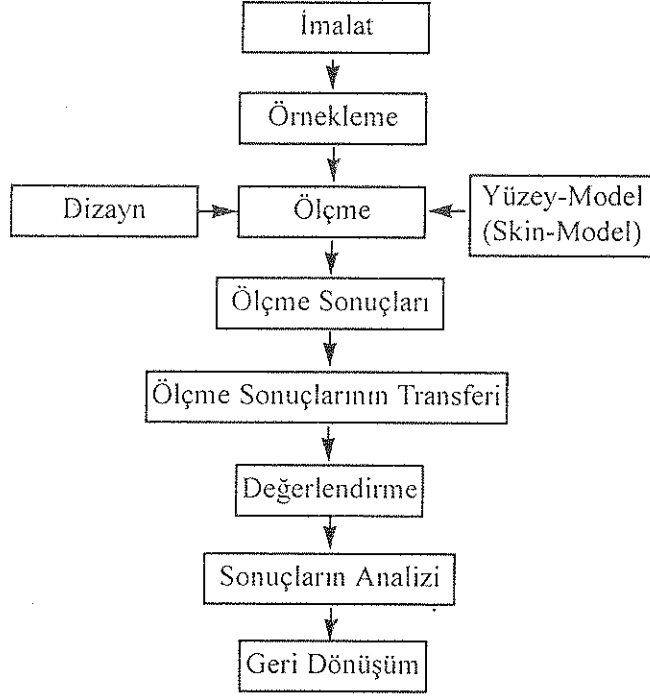 İmalat
Örnekleme
Dizayn
Ölçme
Yüzey-Model
(Skin-Model)
Ölçme Sonuçları
Ölçme Sonuçlarının Transferi
Değerlendirme
Sonuçların Analizi
Geri Dönüşüm